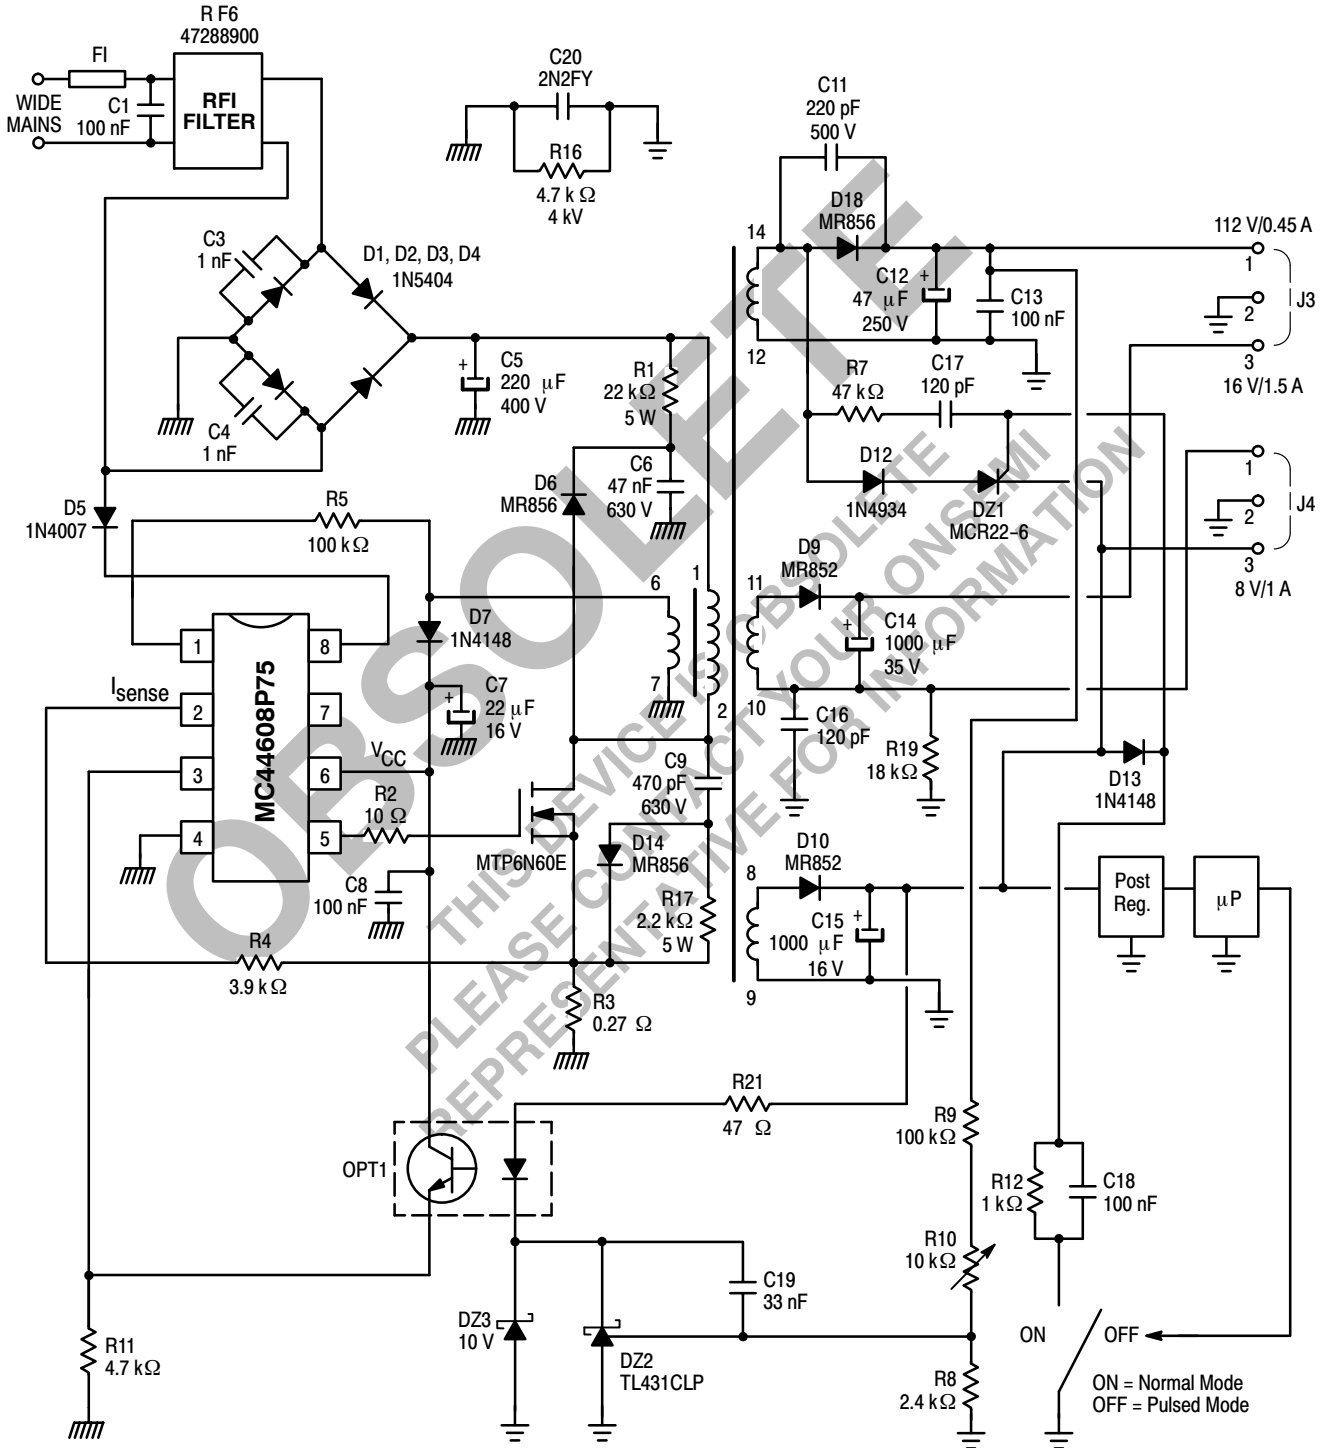 R F6
47288900
FI
WIDE
MAINS
C1
100 nF
RFI
FILTER
C20
2N2FY
R16
4.7 k Ω
4 kV
C11
220 pF
500 V
D18
MR856
14
12
C12
+
47 µF
250 V
C13
100 nF
112 V/0.45 A
1
2
3
J3
16 V/1.5 A
C3
1 nF
D1, D2, D3, D4
1N5404
C4
1 nF
+
C5
220 µF
400 V
R1
22 kΩ
5 W
R7
47 kΩ
C17
120 pF
D12
1N4934
DZ1
MCR22-6
1
2
3
J4
8 V/1 A
D5
1N4007
R5
100 kΩ
D6
MR856
C6
47 nF
630 V
D9
MR852
6
1
11
7
2
10
D7
1N4148
+
C7
22 µF
16 V
+
C14
1000 µF
35 V
C16
120 pF
R19
18 kΩ
D13
1N4148
MC44608P75
1
2
3
4
8
7
6
5
Isense
VCC
R2
10 Ω
MTP6N60E
C9
470 pF
630 V
D14
MR856
R17
2.2 kΩ
5 W
C8
100 nF
R4
3.9 k Ω
R3
0.27 Ω
D10
MR852
8
9
+
C15
1000 µF
16 V
Post
Reg.
µP
R21
47 Ω
OPT1
R9
100 kΩ
R12
1 kΩ
C18
100 nF
R10
10 kΩ
C19
33 nF
DZ3
10 V
DZ2
TL431CLP
R11
4.7 kΩ
R8
2.4 kΩ
ON
OFF
ON = Normal Mode
OFF = Pulsed Mode
OBSOLETE
THIS DEVICE IS OBSOLETE
PLEASE CONTACT YOUR ONSEMI
REPRESENTATIVE FOR INFORMATION